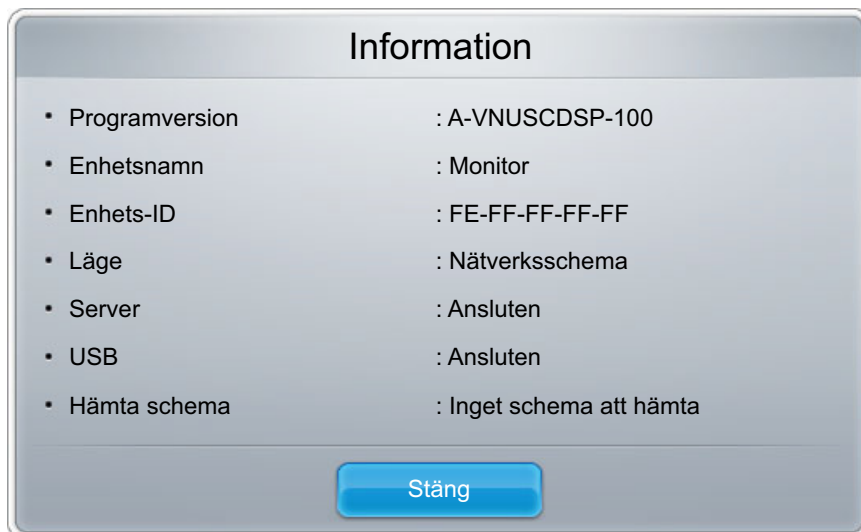 Information
• Programversion : A-VNUSCDSP-100
• Enhetsnamn : Monitor
• Enhets-ID : FE-FF-FF-FF-FF
• Läge : Nätverksschema
• Server : Ansluten
• USB : Ansluten
• Hämta schema : Inget schema att hämta
Stäng